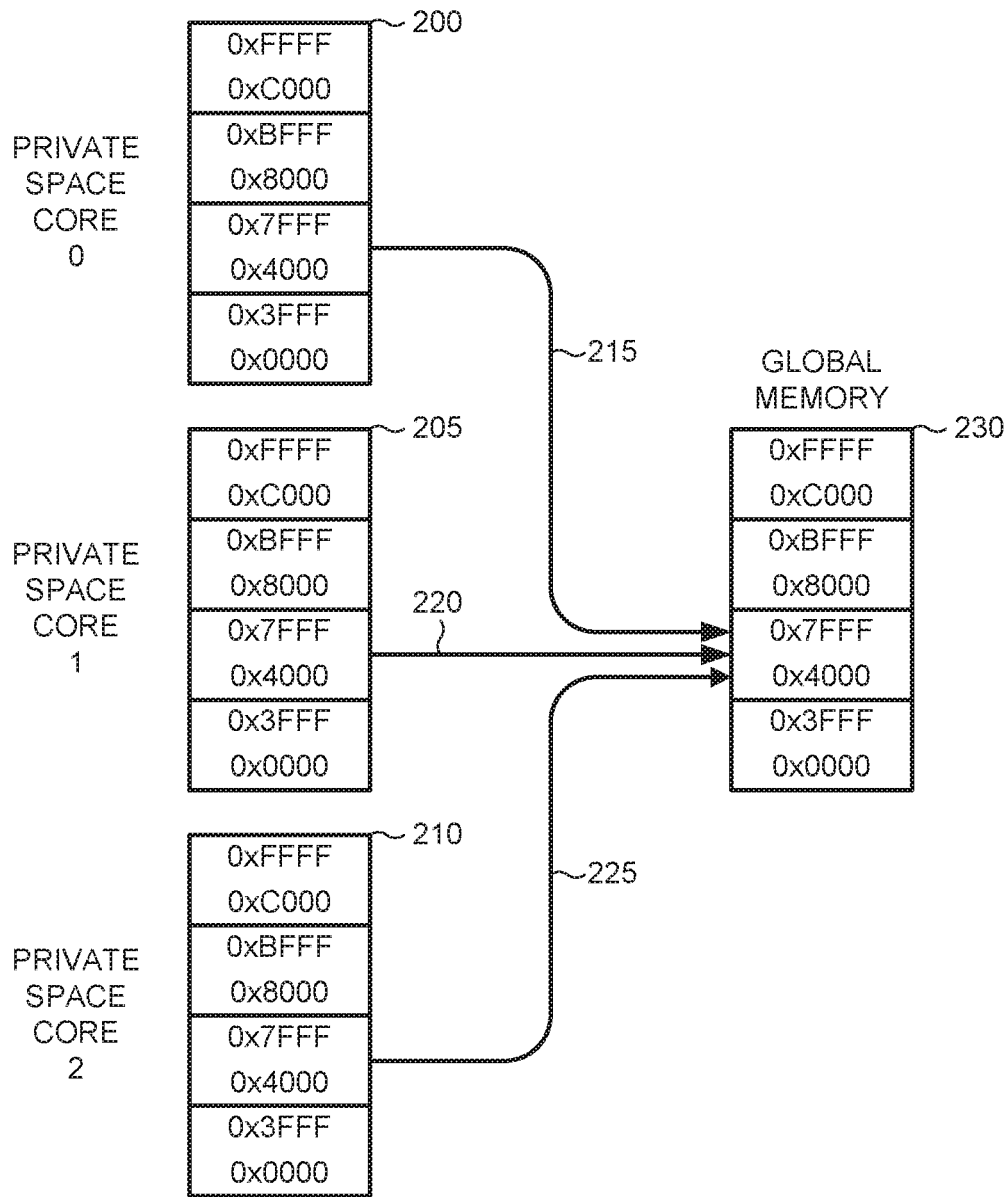 200
0xFFFF
0xC000
0xBFFF
0x8000
0x7FFF
0x4000
0x3FFF
0x0000
PRIVATE
SPACE
CORE
0
215
205
0xFFFF
0xC000
0xBFFF
0x8000
0x7FFF
0x4000
0x3FFF
0x0000
PRIVATE
SPACE
CORE
1
220
GLOBAL
MEMORY
230
0xFFFF
0xC000
0xBFFF
0x8000
0x7FFF
0x4000
0x3FFF
0x0000
210
0xFFFF
0xC000
0xBFFF
0x8000
0x7FFF
0x4000
0x3FFF
0x0000
PRIVATE
SPACE
CORE
2
225